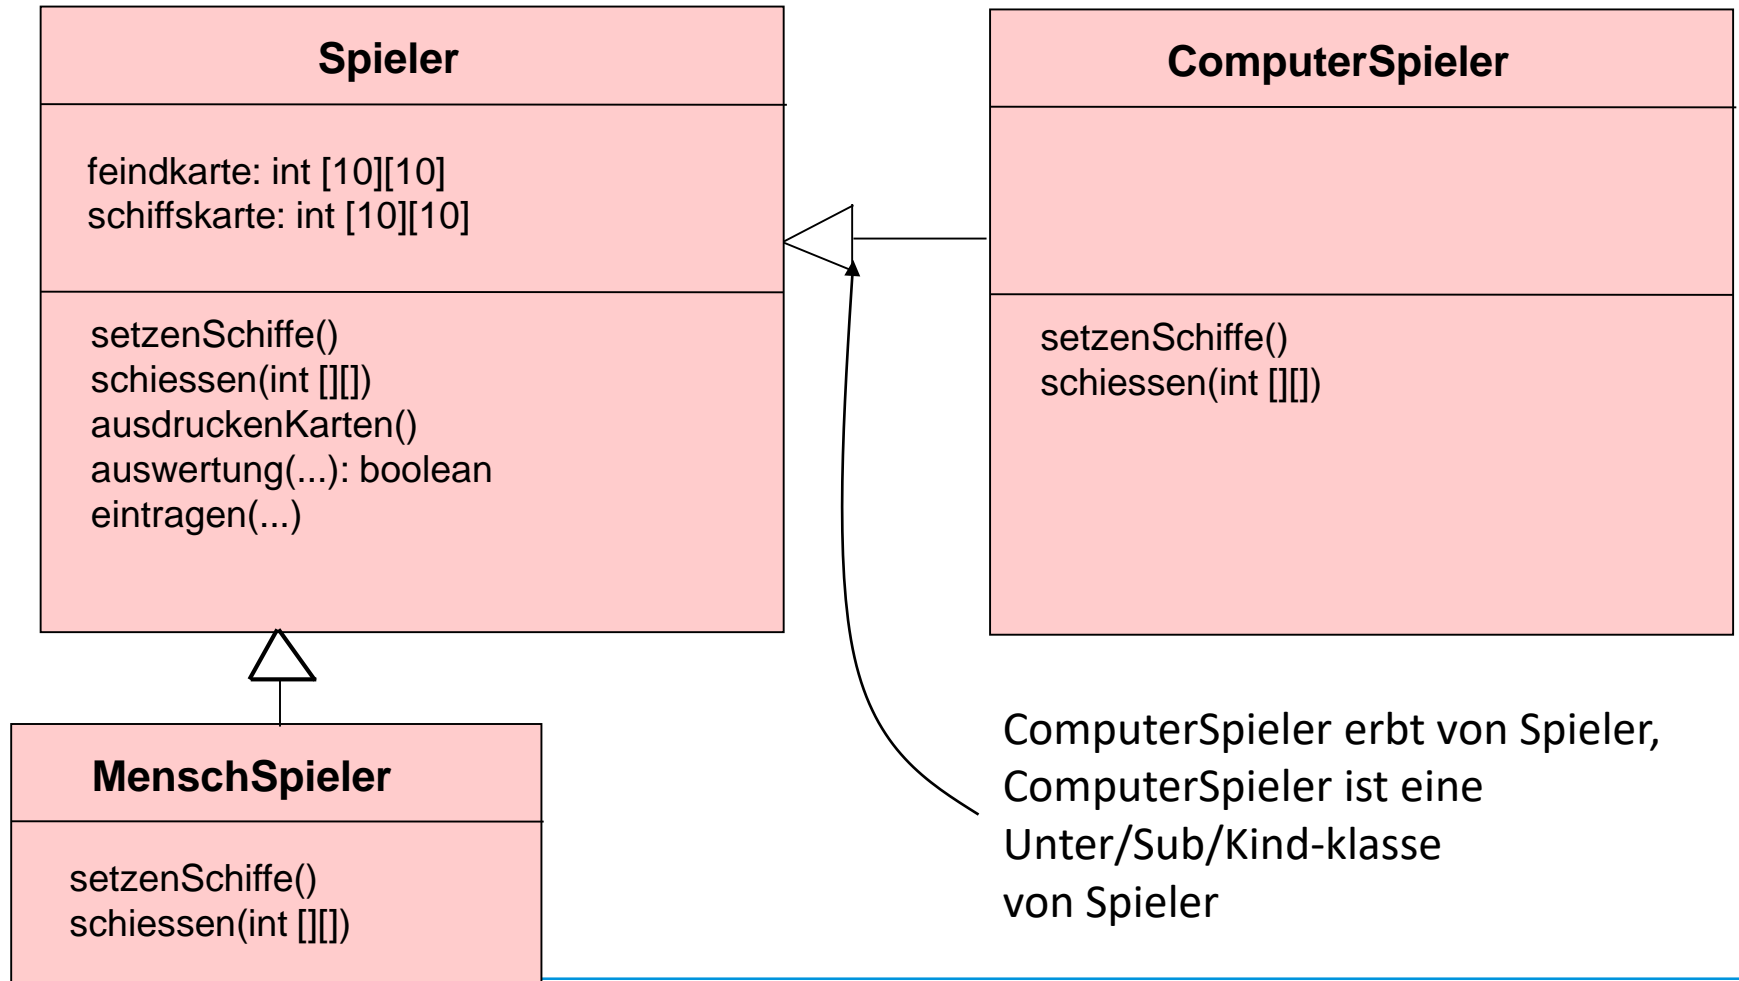 Spieler
feindkarte: int [10][10]
schiffskarte: int [10][10]
setzenSchiffe()
schiessen(int [][])
ausdruckenKarten()
auswertung(...): boolean
eintragen(...)
ComputerSpieler
setzenSchiffe()
schiessen(int [][])
MenschSpieler
setzenSchiffe()
schiessen(int [][])
ComputerSpieler erbt von Spieler,
ComputerSpieler ist eine
Unter/Sub/Kind-klasse
von Spieler